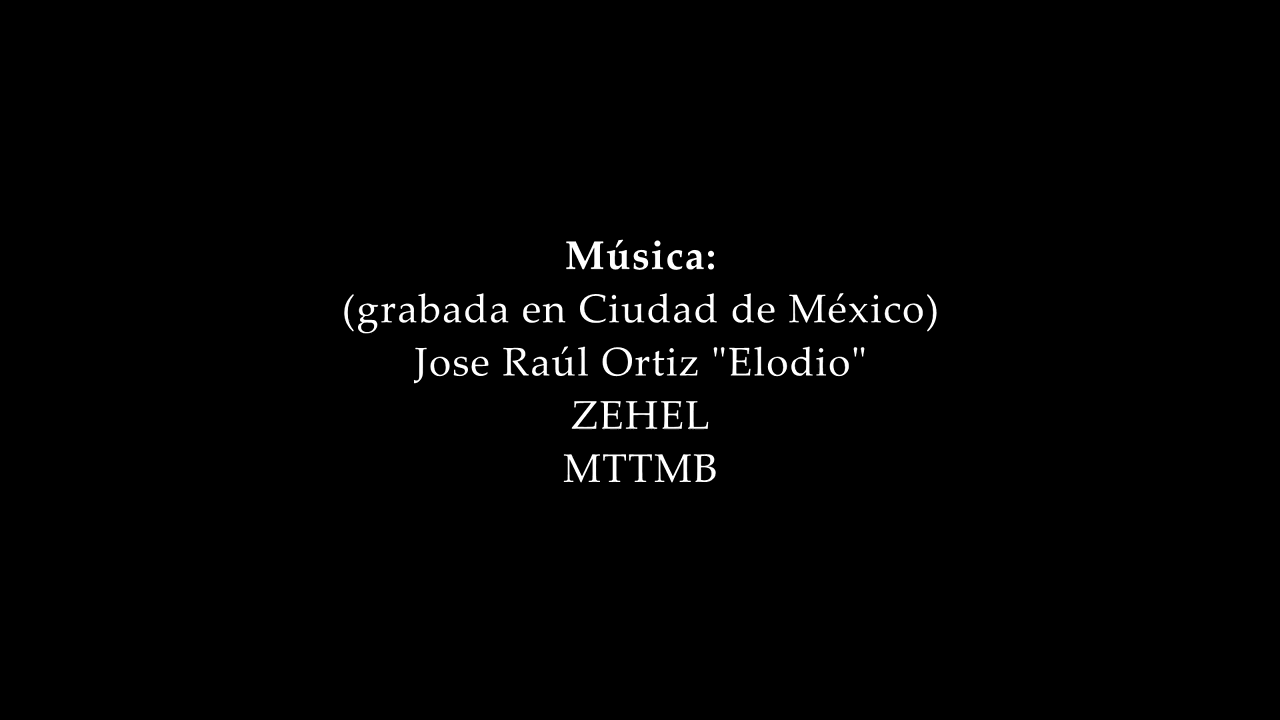 Música:
(grabada en Ciudad de México)
Jose Raúl Ortiz "Elodio"
ZEHEL
MTTMB